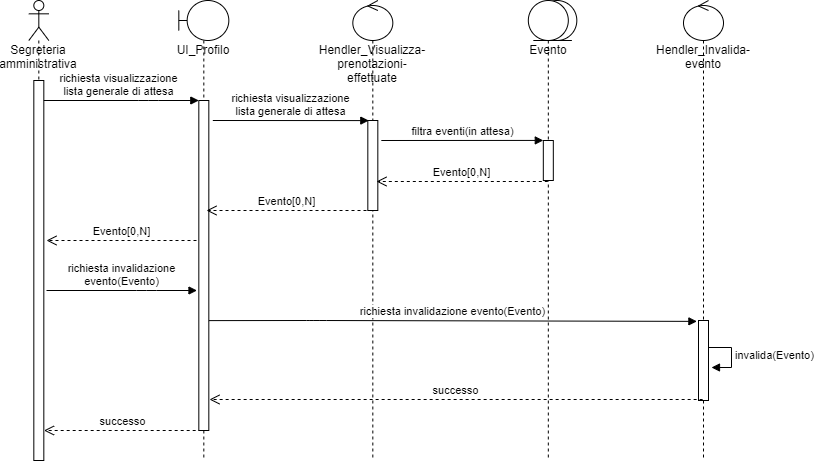 Segreteria
amministrativa
UI_Profilo
Hendler_Visualizza-
prenotazioni-
effettuate
Evento
Hendler_Invalida-
evento
richiesta visualizzazione
lista generale di attesa
richiesta visualizzazione
lista generale di attesa
filtra eventi(in attesa)
Evento[0,N]
Evento[0,N]
Evento[0,N]
richiesta invalidazione
evento(Evento)
richiesta invalidazione evento(Evento)
invalida(Evento)
successo
successo